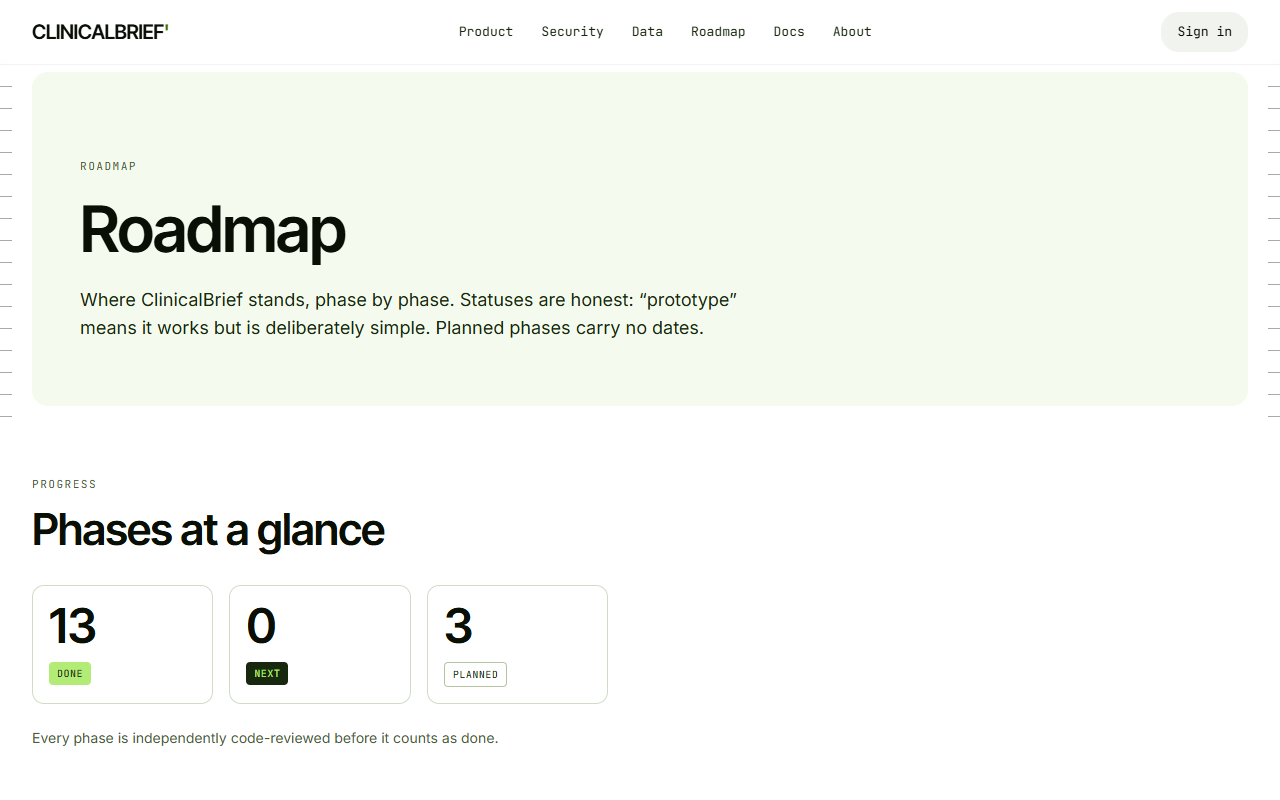 CLINICALBRIEF'
Product Security Data Roadmap Docs About
Sign in
ROADMAP
Roadmap
Where ClinicalBrief stands, phase by phase. Statuses are honest: “prototype”
means it works but is deliberately simple. Planned phases carry no dates.
PROGRESS
Phases at a glance
13
DONE
0
NEXT
3
PLANNED
Every phase is independently code-reviewed before it counts as done.